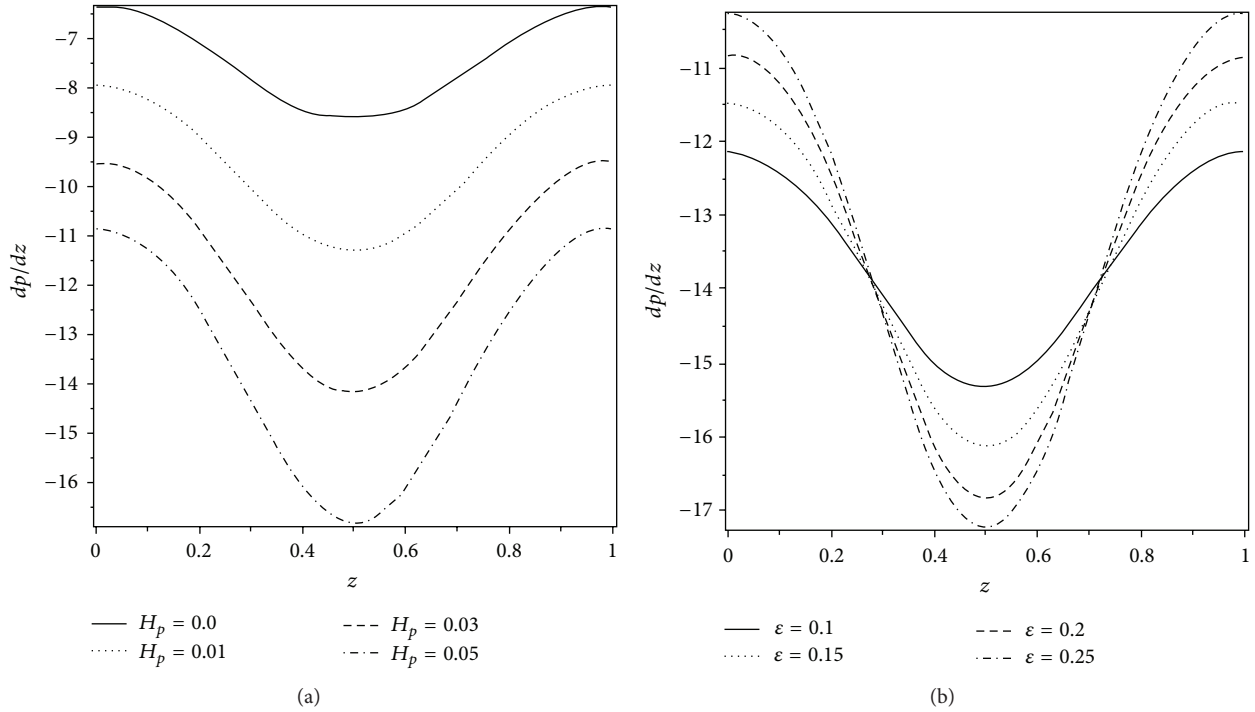 −7
−8
−9
−10
−11
−12
−13
−14
−15
−16
dp/dz
0
0.2
0.4
0.6
0.8
1
z
H_p = 0.0
H_p = 0.01
H_p = 0.03
H_p = 0.05
(a)
−11
−12
−13
−14
−15
−16
−17
dp/dz
0
0.2
0.4
0.6
0.8
1
z
ε = 0.1
ε = 0.15
ε = 0.2
ε = 0.25
(b)